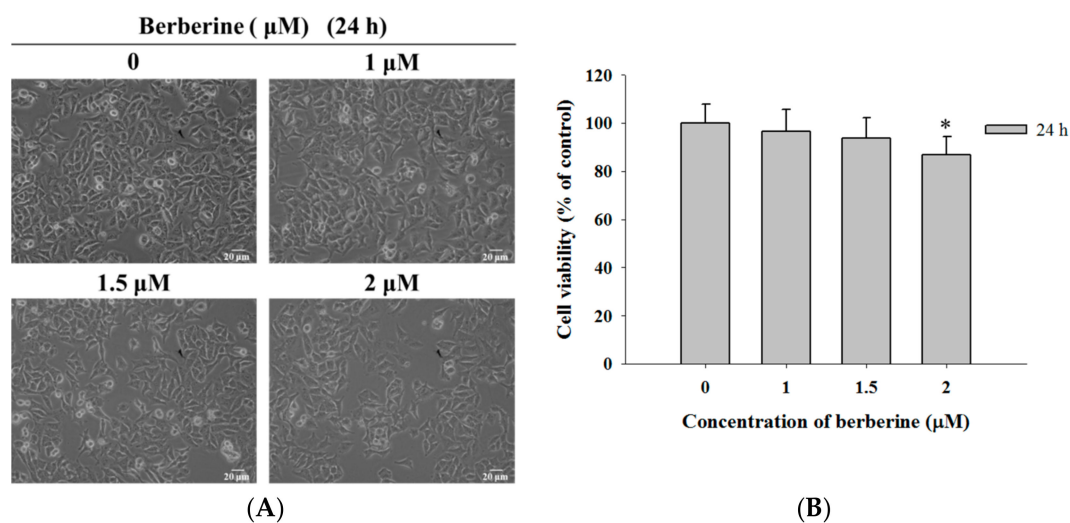 Berberine ( μM) (24 h)
0
1 μM
20 μm
20 μm
1.5 μM
2 μM
20 μm
20 μm
(A)
Cell viability (% of control)
120
100
80
60
40
20
0
*
24 h
0
1
1.5
2
Concentration of berberine (μM)
(B)